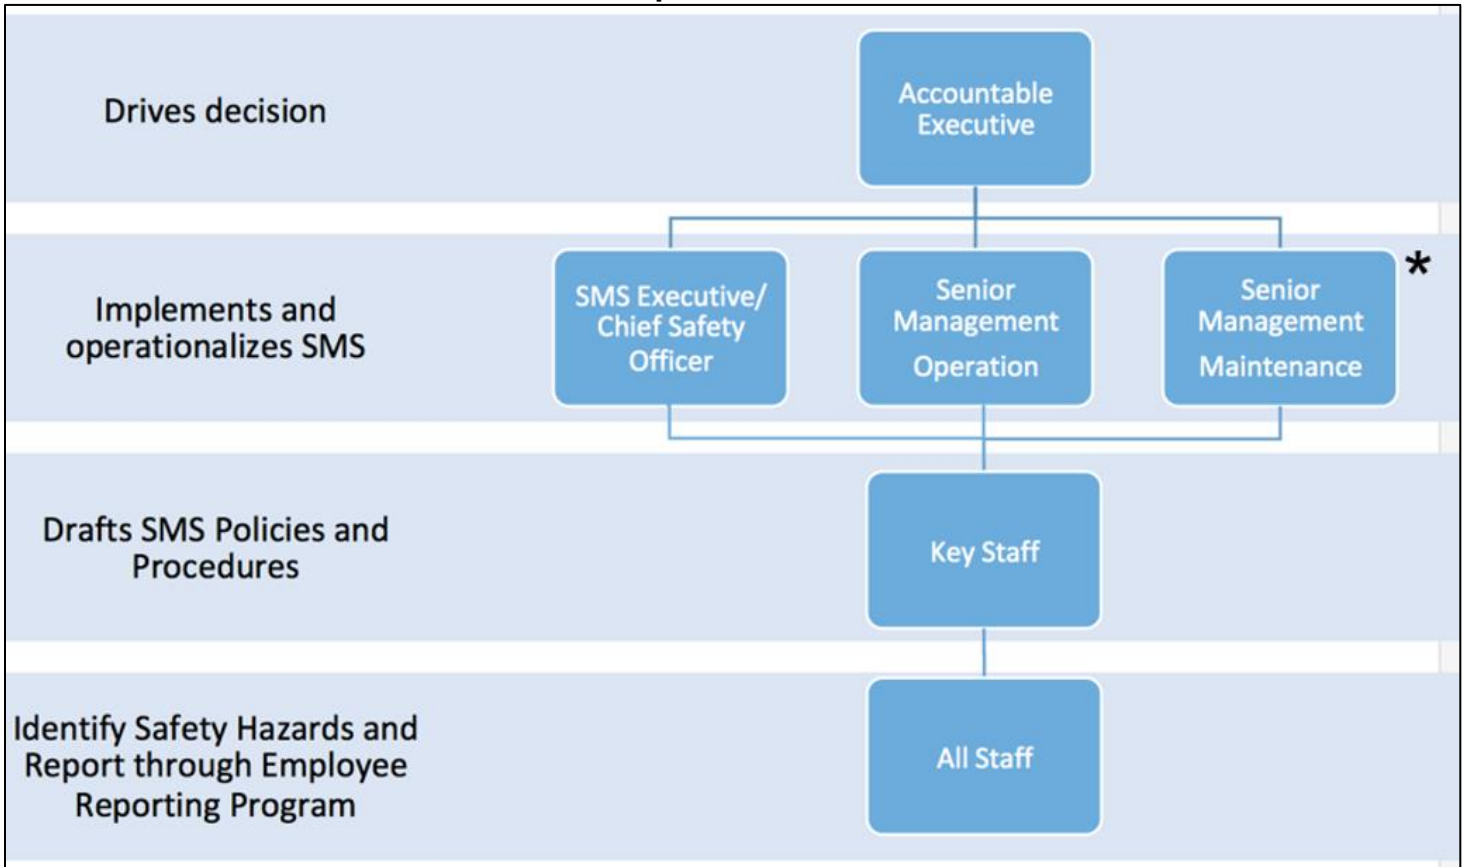 Drives decision
Accountable
Executive
Implements and
operationalizes SMS
SMS Executive/
Chief Safety
Officer
Senior
Management
Operation
Senior
Management
Maintenance
*
Drafts SMS Policies and
Procedures
Key Staff
Identify Safety Hazards and
Report through Employee
Reporting Program
All Staff